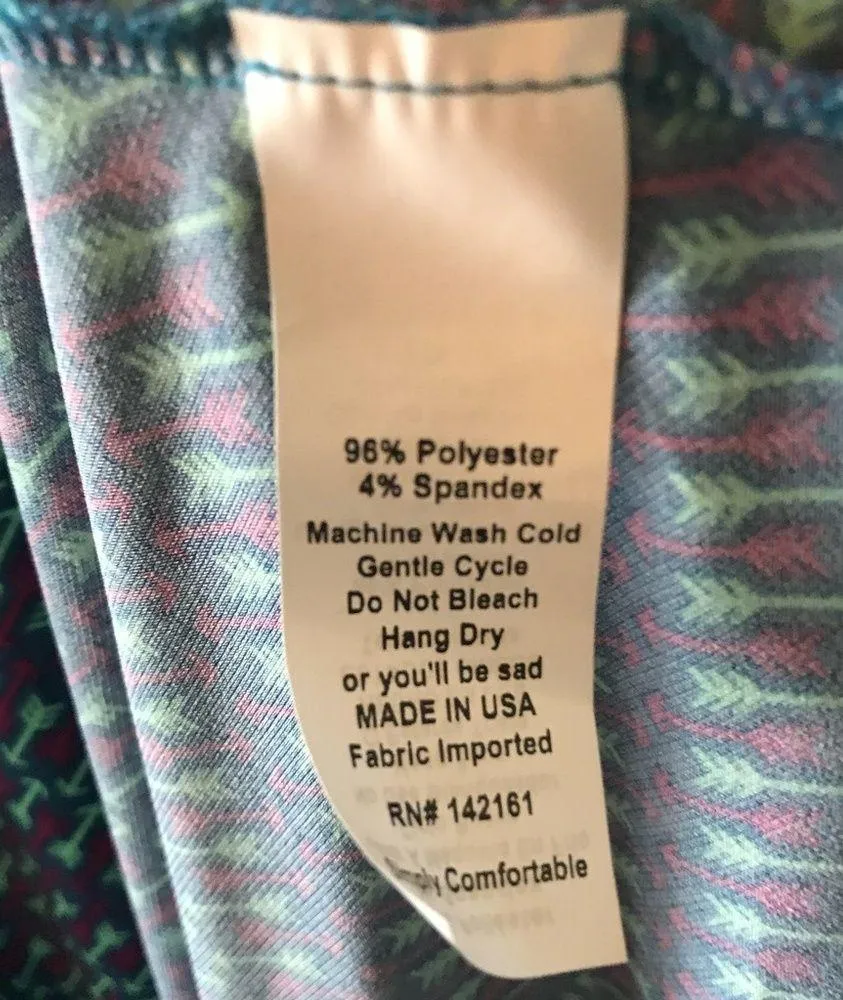 96% Polyester
4% Spandex
Machine Wash Cold
Gentle Cycle
Do Not Bleach
Hang Dry
or you'll be sad
MADE IN USA
Fabric Imported
RN# 142161
Comfortable